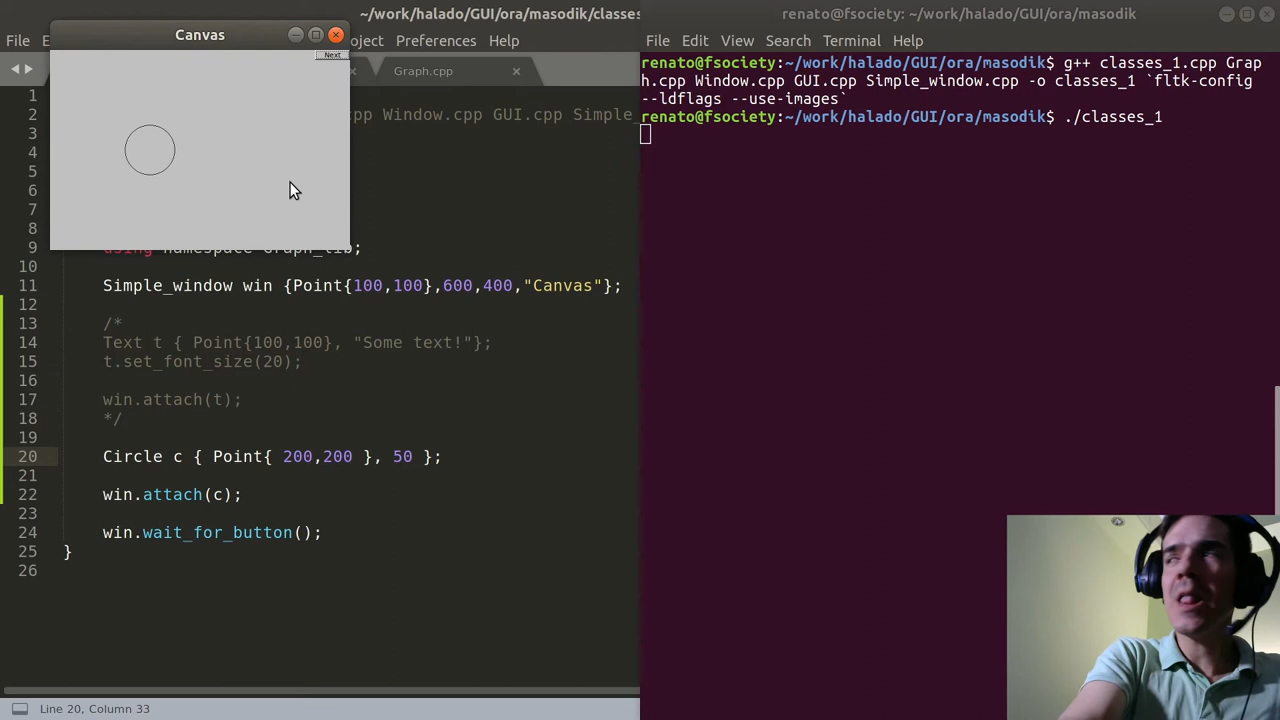 ~/work/halado/GUI/ora/masodik/classes
Canvas
File
Preferences
Help
Next
Graph.cpp
1
2
Window.cpp GUI.cpp Simple_
3
4
5
6
7
8
9 using namespace Graph_lib;
10
11 Simple_window win {Point{100,100},600,400,"Canvas"};
12
13 /*
14 Text t { Point{100,100}, "Some text!"};
15 t.set_font_size(20);
16
17 win.attach(t);
18 */
19
20 Circle c { Point{ 200,200 }, 50 };
21
22 win.attach(c);
23
24 win.wait_for_button();
25 }
26
Line 20, Column 33
renato@fsociety: ~/work/halado/GUI/ora/masodik
File Edit View Search Terminal Help
renato@fsociety:~/work/halado/GUI/ora/masodik$ g++ classes_1.cpp Grap
h.cpp Window.cpp GUI.cpp Simple_window.cpp -o classes_1 `fltk-config
--ldflags --use-images`
renato@fsociety:~/work/halado/GUI/ora/masodik$ ./classes_1